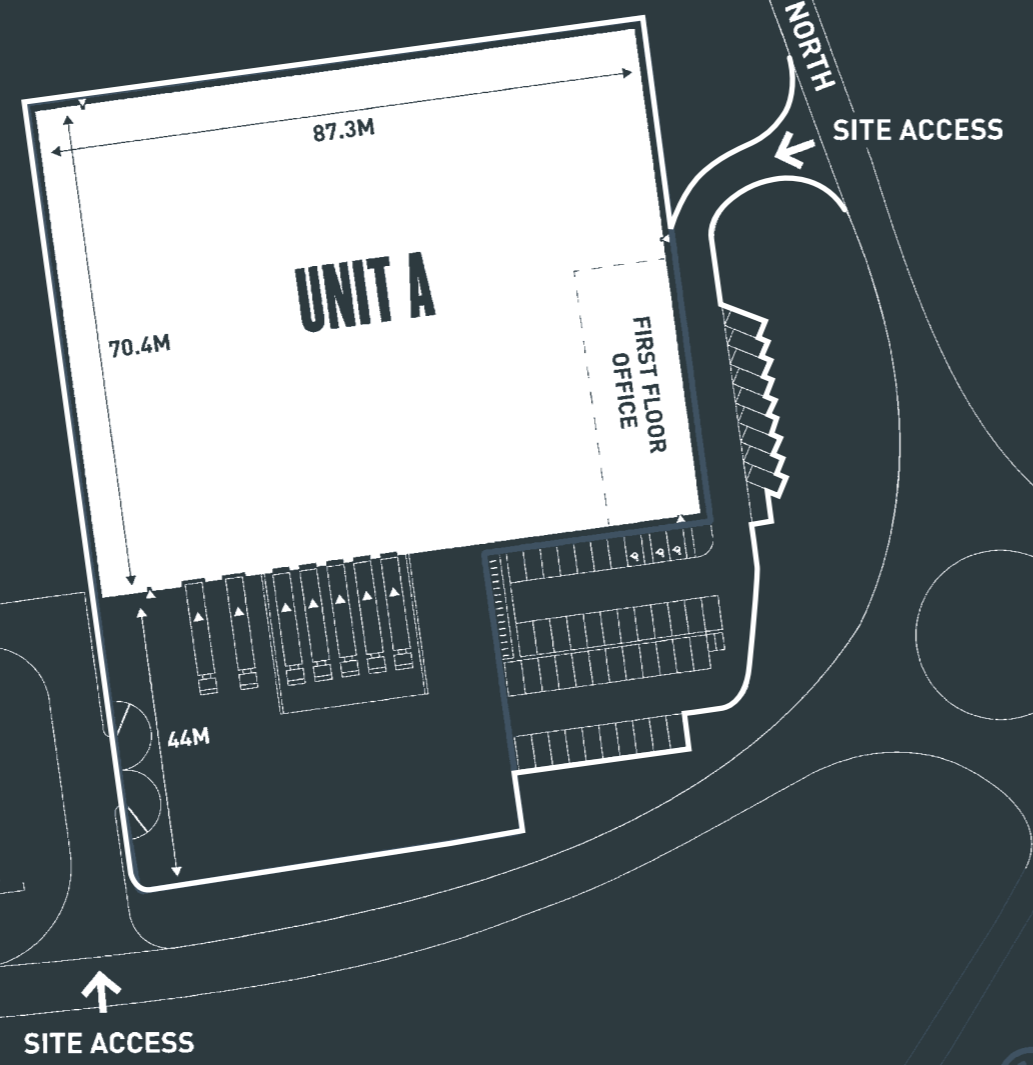 NORTH
SITE ACCESS
87.3M
UNIT A
70.4M
FIRST FLOOR
OFFICE
44M
SITE ACCESS